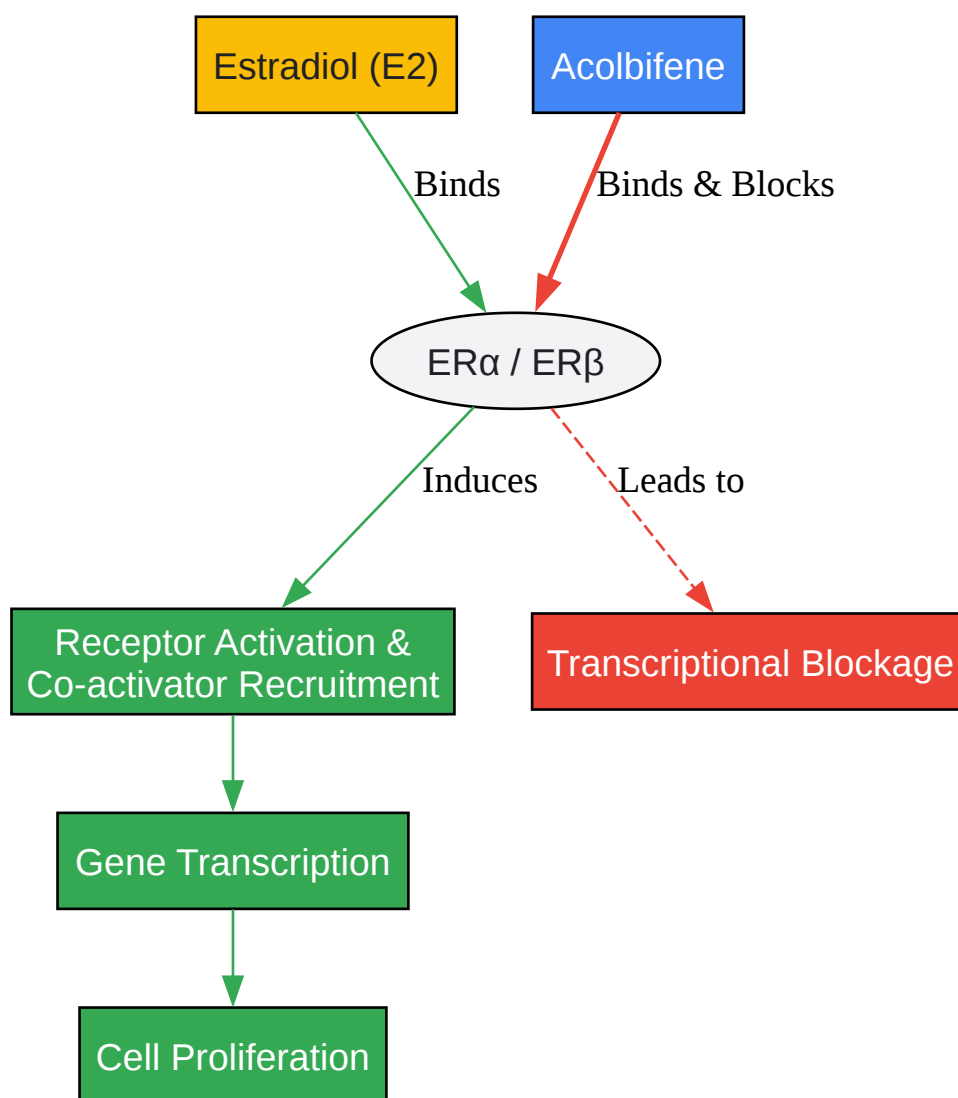 Estradiol (E2)
Acolbifene
Binds
Binds & Blocks
ERα / ERβ
Induces
Leads to
Receptor Activation &
Co-activator Recruitment
Transcriptional Blockage
Gene Transcription
Cell Proliferation